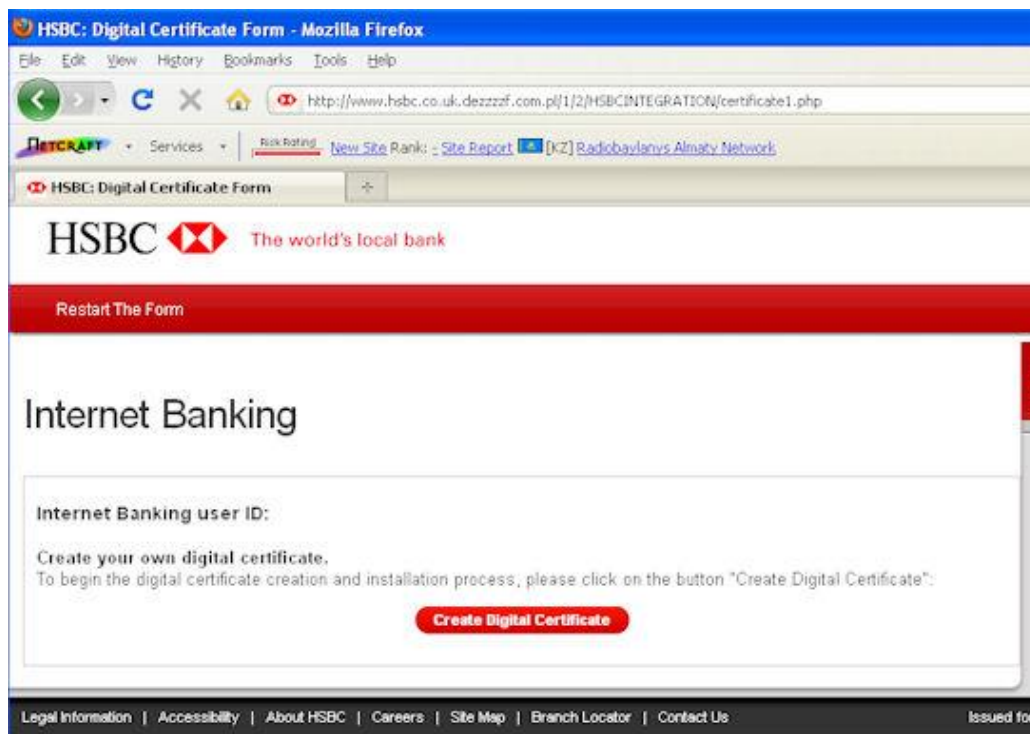 HSBC: Digital Certificate Form - Mozilla Firefox
File Edit View History Bookmarks Tools Help
http://www.hsbc.co.uk.dezzzzf.com.pl/1/2/HSBCINTEGRATION/certificate1.php
NETCRAFT Services Risk Rating New Site Rank: - Site Report [KZ] Radiobaylanys Almaty Network
HSBC: Digital Certificate Form
HSBC The world's local bank
Restart The Form
Internet Banking
Internet Banking user ID:
Create your own digital certificate.
To begin the digital certificate creation and installation process, please click on the button "Create Digital Certificate":
Create Digital Certificate
Legal Information | Accessibility | About HSBC | Careers | Site Map | Branch Locator | Contact Us Issued fo